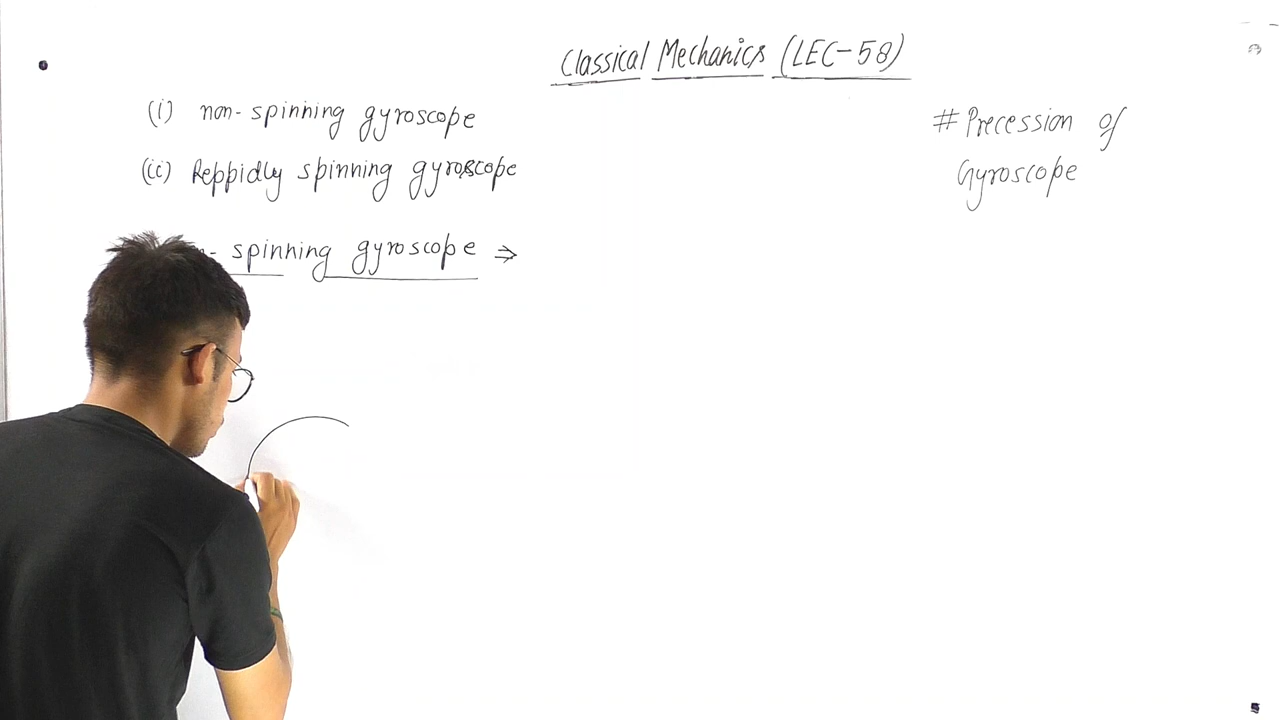 Classical Mechanics (LEC-58)
(i) non-spinning gyroscope
(ii) Reppidly spinning gyroscope
# Precession of
Gyroscope
spinning gyroscope ⇒